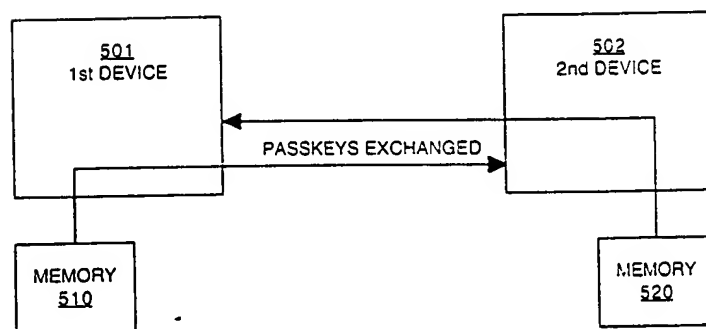 501
1st DEVICE
502
2nd DEVICE
PASSKEYS EXCHANGED
MEMORY
510
MEMORY
520